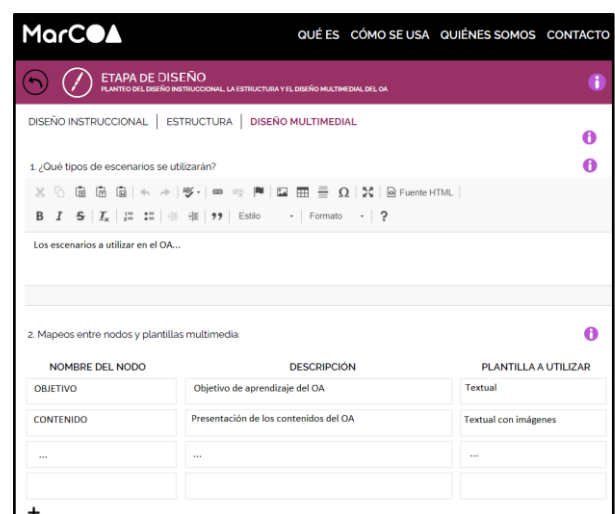 MarCOA
QUÉ ES CÓMO SE USA QUIÉNES SOMOS CONTACTO
ETAPA DE DISEÑO
PLANTEO DEL DISEÑO INSTRUCCIONAL, LA ESTRUCTURA Y EL DISEÑO MULTIMEDIAL DEL OA
DISEÑO INSTRUCCIONAL | ESTRUCTURA | DISEÑO MULTIMEDIAL
1. ¿Qué tipos de escenarios se utilizarán?
Fuente HTML
B I S Ix Estilo Formato ?
Los escenarios a utilizar en el OA...
2. Mapeos entre nodos y plantillas multimedia:
NOMBRE DEL NODO DESCRIPCIÓN PLANTILLA A UTILIZAR
OBJETIVO Objetivo de aprendizaje del OA Textual
CONTENIDO Presentación de los contenidos del OA Textual con imágenes
... ... ...
+